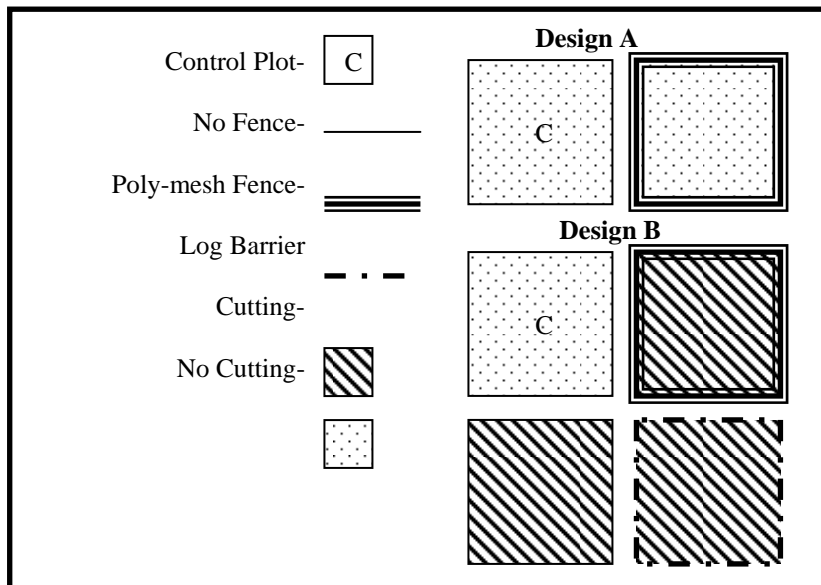 Design A
Control Plot- C
No Fence-
C
Poly-mesh Fence-
Design B
Log Barrier
Cutting-
C
No Cutting-